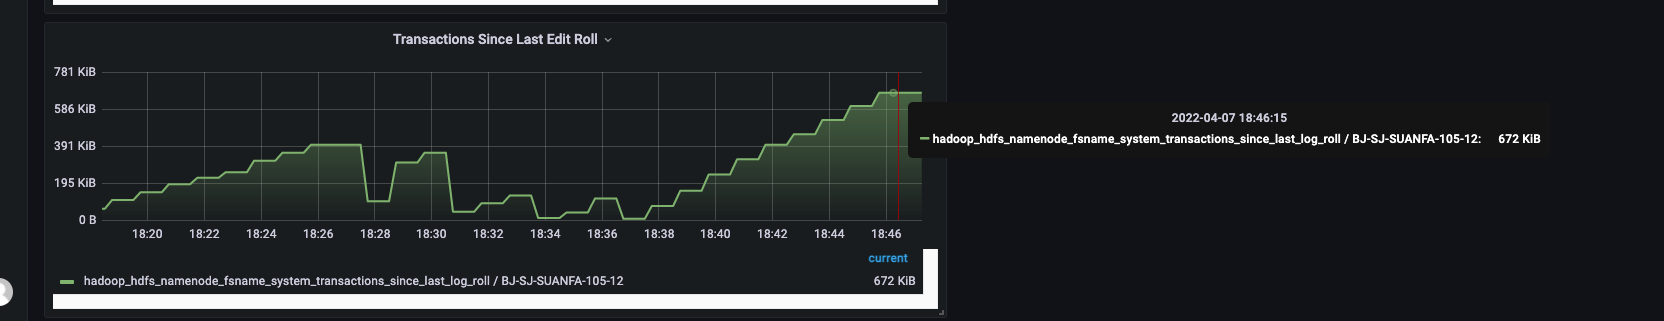 Transactions Since Last Edit Roll
781 KiB
586 KiB
391 KiB
195 KiB
0 B
18:20 18:22 18:24 18:26 18:28 18:30 18:32 18:34 18:36 18:38 18:40 18:42 18:44 18:46
2022-04-07 18:46:15
hadoop_hdfs_namenode_fsname_system_transactions_since_last_log_roll / BJ-SJ-SUANFA-105-12: 672 KiB
current
hadoop_hdfs_namenode_fsname_system_transactions_since_last_log_roll / BJ-SJ-SUANFA-105-12 672 KiB